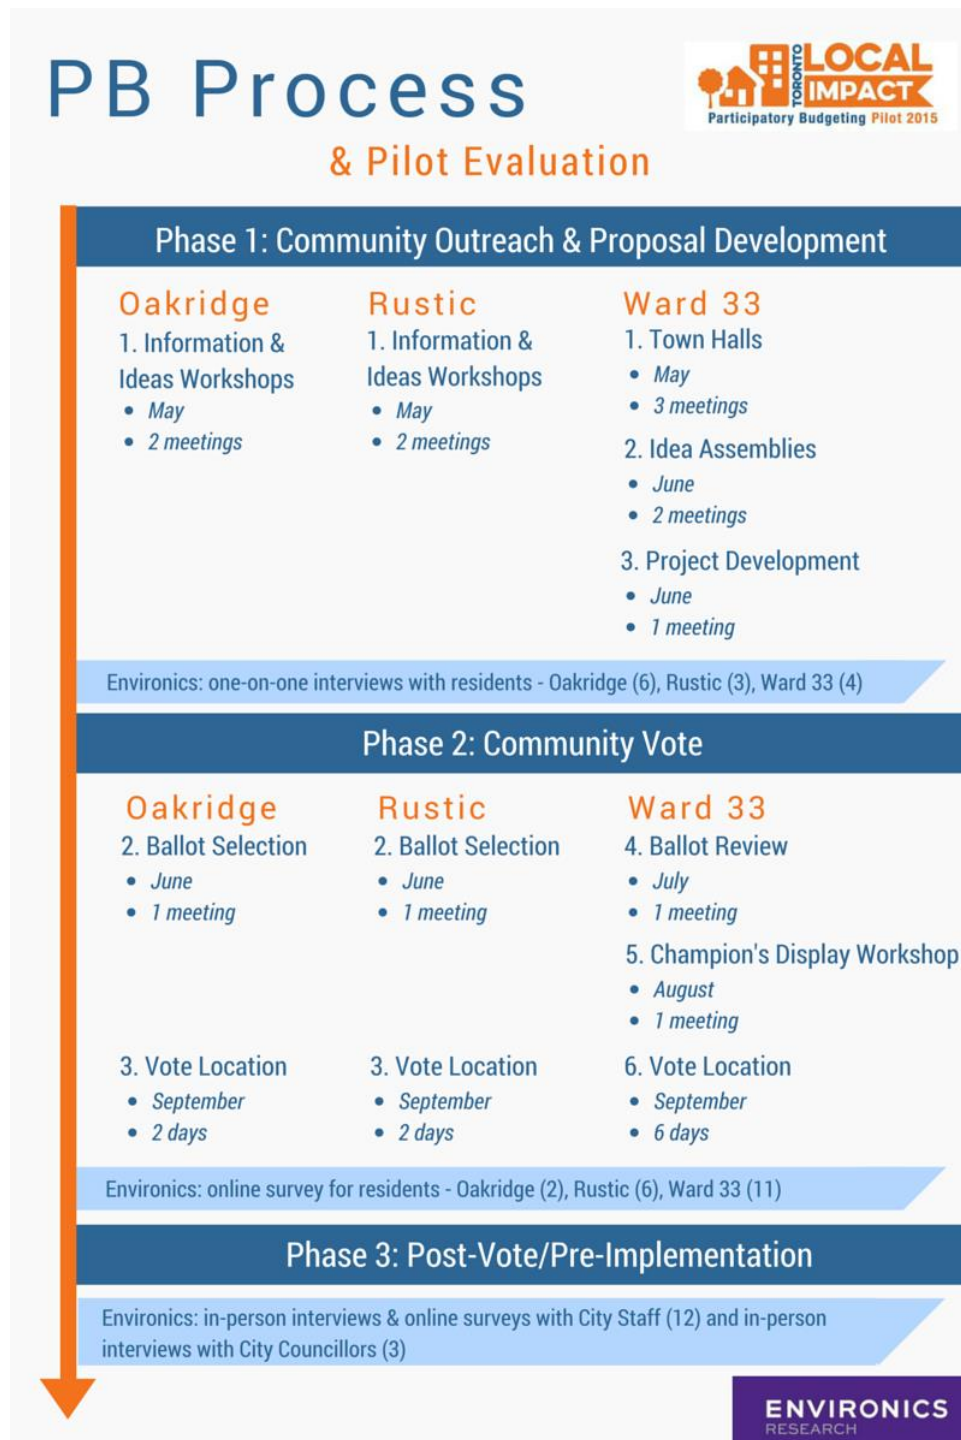 PB Process
TORONTO
LOCAL
IMPACT
Participatory Budgeting Pilot 2015
& Pilot Evaluation
Phase 1: Community Outreach & Proposal Development
Oakridge
1. Information &
Ideas Workshops
• May
• 2 meetings
Rustic
1. Information &
Ideas Workshops
• May
• 2 meetings
Ward 33
1. Town Halls
• May
• 3 meetings
2. Idea Assemblies
• June
• 2 meetings
3. Project Development
• June
• 1 meeting
Environics: one-on-one interviews with residents - Oakridge (6), Rustic (3), Ward 33 (4)
Phase 2: Community Vote
Oakridge
2. Ballot Selection
• June
• 1 meeting
3. Vote Location
• September
• 2 days
Rustic
2. Ballot Selection
• June
• 1 meeting
3. Vote Location
• September
• 2 days
Ward 33
4. Ballot Review
• July
• 1 meeting
5. Champion's Display Workshop
• August
• 1 meeting
6. Vote Location
• September
• 6 days
Environics: online survey for residents - Oakridge (2), Rustic (6), Ward 33 (11)
Phase 3: Post-Vote/Pre-Implementation
Environics: in-person interviews & online surveys with City Staff (12) and in-person
interviews with City Councillors (3)
ENVIRONICS
RESEARCH